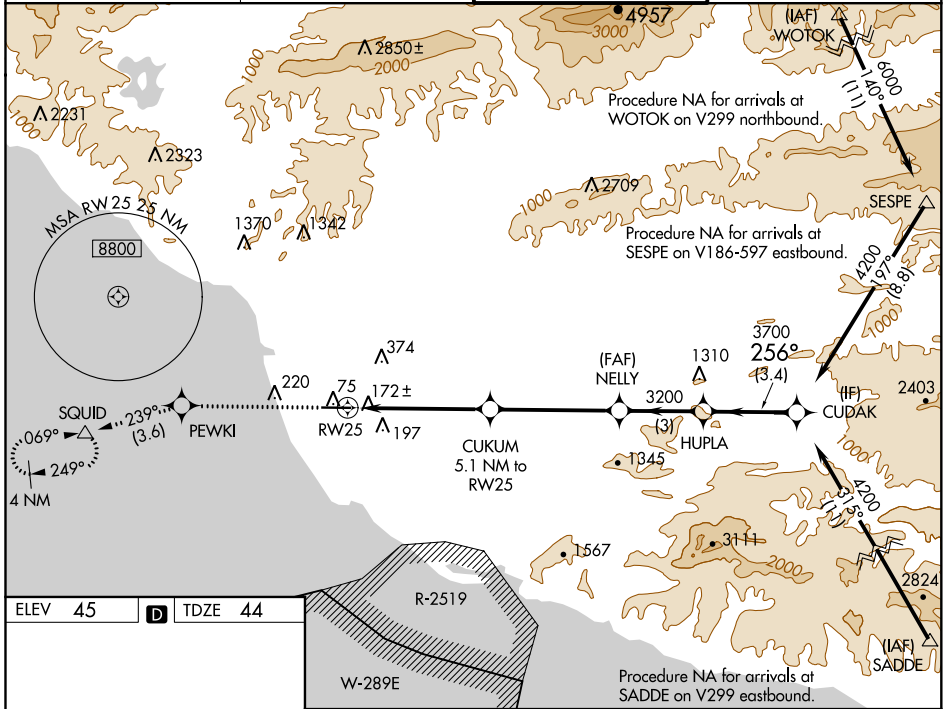 4957
(IAF)
WOTOK
3000
2850±
1000
2000
6000
140°
(11)
2231
1000
Procedure NA for arrivals at
WOTOK on V299 northbound.
2323
2709
1000
SESPE
MSA RW25 25 NM
8800
1370
1342
Procedure NA for arrivals at
SESPE on V186-597 eastbound.
4200
197°
(8.8)
1000
374
(FAF)
NELLY
1310
3700
256°
(3.4)
220
75
172±
3200
(3)
(IF)
CUDAK
2403
SQUID
069°
239°
(3.6)
PEWKI
RW25
197
HUPLA
249°
4 NM
CUKUM
5.1 NM to
RW25
1345
1000
4200
315°
(11)
1567
3111
2000
2824
R-2519
ELEV 45
D
TDZE 44
(IAF)
SADDE
W-289E
Procedure NA for arrivals at
SADDE on V299 eastbound.